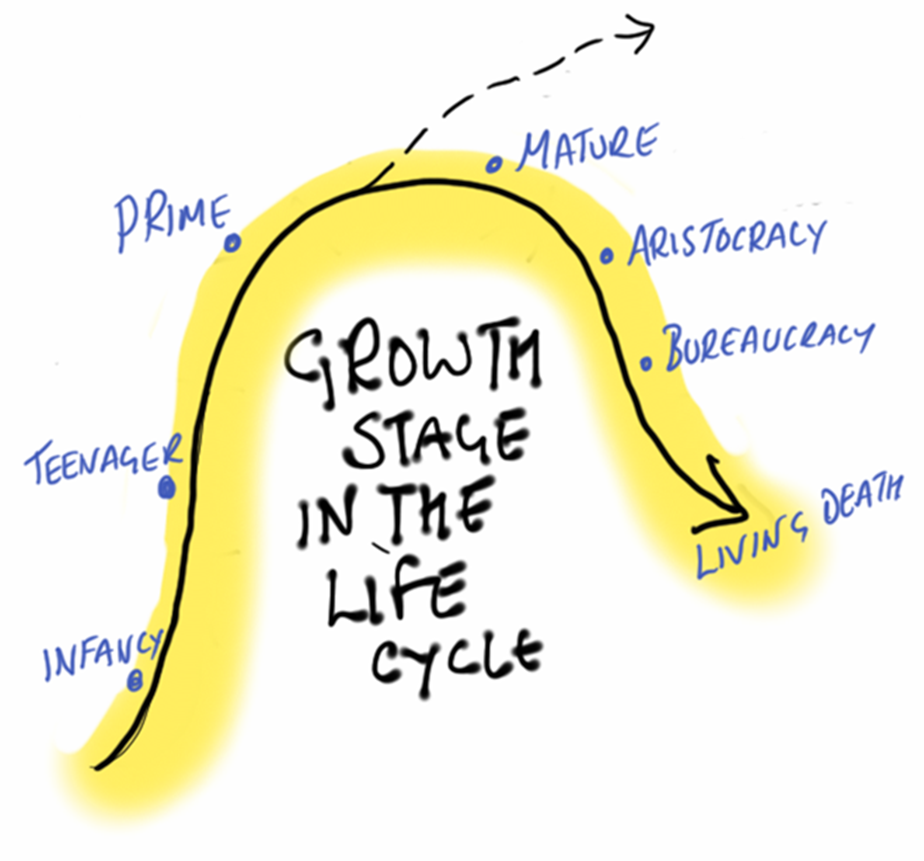 MATURE
PRIME
ARISTOCRACY
BUREAUCRACY
TEENAGER
LIVING DEATH
INFANCY
GROWTH
STAGE
IN THE
LIFE
CYCLE